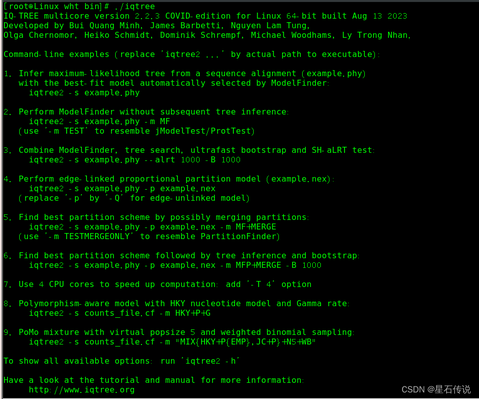 [root@Linux wht bin]# ./iqtree
IQ-TREE multicore version 2.2.3 COVID-edition for Linux 64-bit built Aug 13 2023
Developed by Bui Quang Minh, James Barbetti, Nguyen Lam Tung,
Olga Chernomor, Heiko Schmidt, Dominik Schrempf, Michael Woodhams, Ly Trong Nhan.
Command-line examples (replace 'iqtree2 ...' by actual path to executable):
1. Infer maximum-likelihood tree from a sequence alignment (example.phy)
with the best-fit model automatically selected by ModelFinder:
iqtree2 -s example.phy
2. Perform ModelFinder without subsequent tree inference:
iqtree2 -s example.phy -m MF
(use '-m TEST' to resemble jModelTest/ProtTest)
3. Combine ModelFinder, tree search, ultrafast bootstrap and SH-aLRT test:
iqtree2 -s example.phy --alrt 1000 -B 1000
4. Perform edge-linked proportional partition model (example.nex):
iqtree2 -s example.phy -p example.nex
(replace '-p' by '-Q' for edge-unlinked model)
5. Find best partition scheme by possibly merging partitions:
iqtree2 -s example.phy -p example.nex -m MF+MERGE
(use '-m TESTMERGEONLY' to resemble PartitionFinder)
6. Find best partition scheme followed by tree inference and bootstrap:
iqtree2 -s example.phy -p example.nex -m MFP+MERGE -B 1000
7. Use 4 CPU cores to speed up computation: add '-T 4' option
8. Polymorphism-aware model with HKY nucleotide model and Gamma rate:
iqtree2 -s counts_file.cf -m HKY+P+G
9. PoMo mixture with virtual popsize 5 and weighted binomial sampling:
iqtree2 -s counts_file.cf -m "MIX{HKY+P{EMP},JC+P}+N5+WB"
To show all available options: run 'iqtree2 -h'
Have a look at the tutorial and manual for more information:
http://www.iqtree.org
CSDN @星石传说